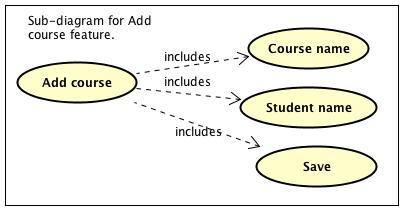 Sub-diagram for Add
course feature.
Course name
includes
Add course
includes
Student name
includes
Save